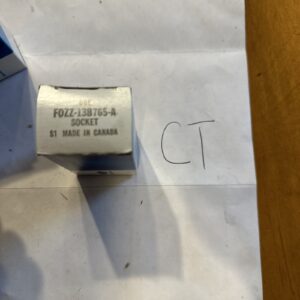 FOZZ-13B765-A
SOCKET
S1 MADE IN CANADA
CT